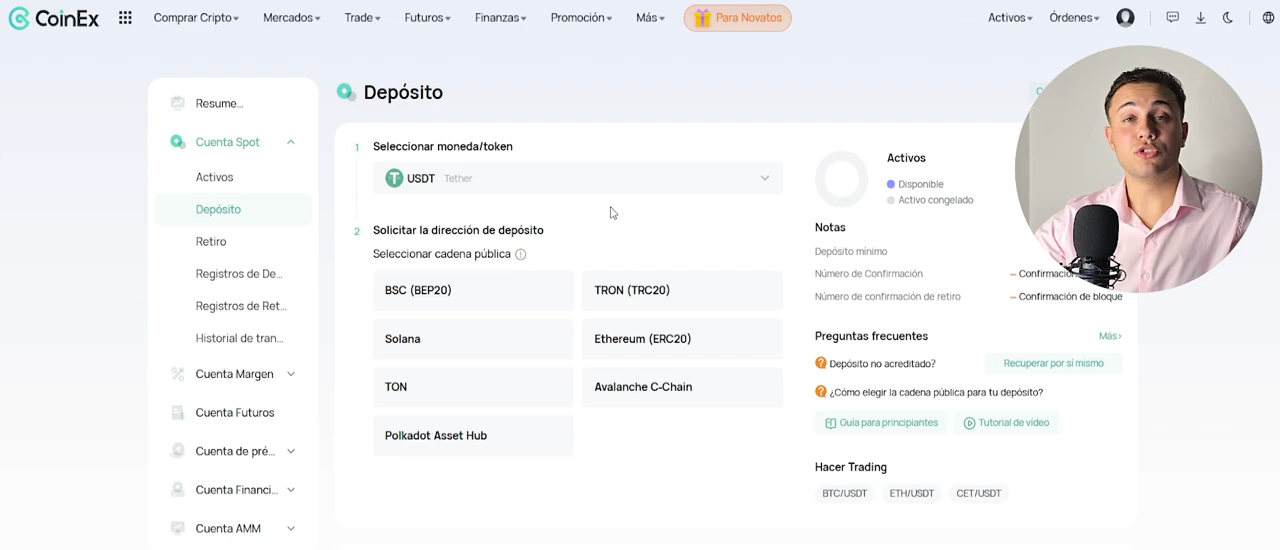 CoinEx
Comprar Cripto
Mercados
Trade
Futuros
Finanzas
Promoción
Más
Para Novatos
Activos
Órdenes
Resume...
Cuenta Spot
Activos
Depósito
Retiro
Registros de De...
Registros de Ret...
Historial de tran...
Cuenta Margen
Cuenta Futuros
Cuenta de pré...
Cuenta Financi...
Cuenta AMM
Depósito
1 Seleccionar moneda/token
USDT Tether
2 Solicitar la dirección de depósito
Seleccionar cadena pública
BSC (BEP20)
TRON (TRC20)
Solana
Ethereum (ERC20)
TON
Avalanche C-Chain
Polkadot Asset Hub
Activos
Disponible
Activo congelado
Notas
Depósito mínimo
Número de Confirmación
-- Confirmación
Número de confirmación de retiro
-- Confirmación de bloque
Preguntas frecuentes
Más
Depósito no acreditado?
Recuperar por sí mismo
¿Cómo elegir la cadena pública para tu depósito?
Guía para principiantes
Tutorial de vídeo
Hacer Trading
BTC/USDT
ETH/USDT
CET/USDT